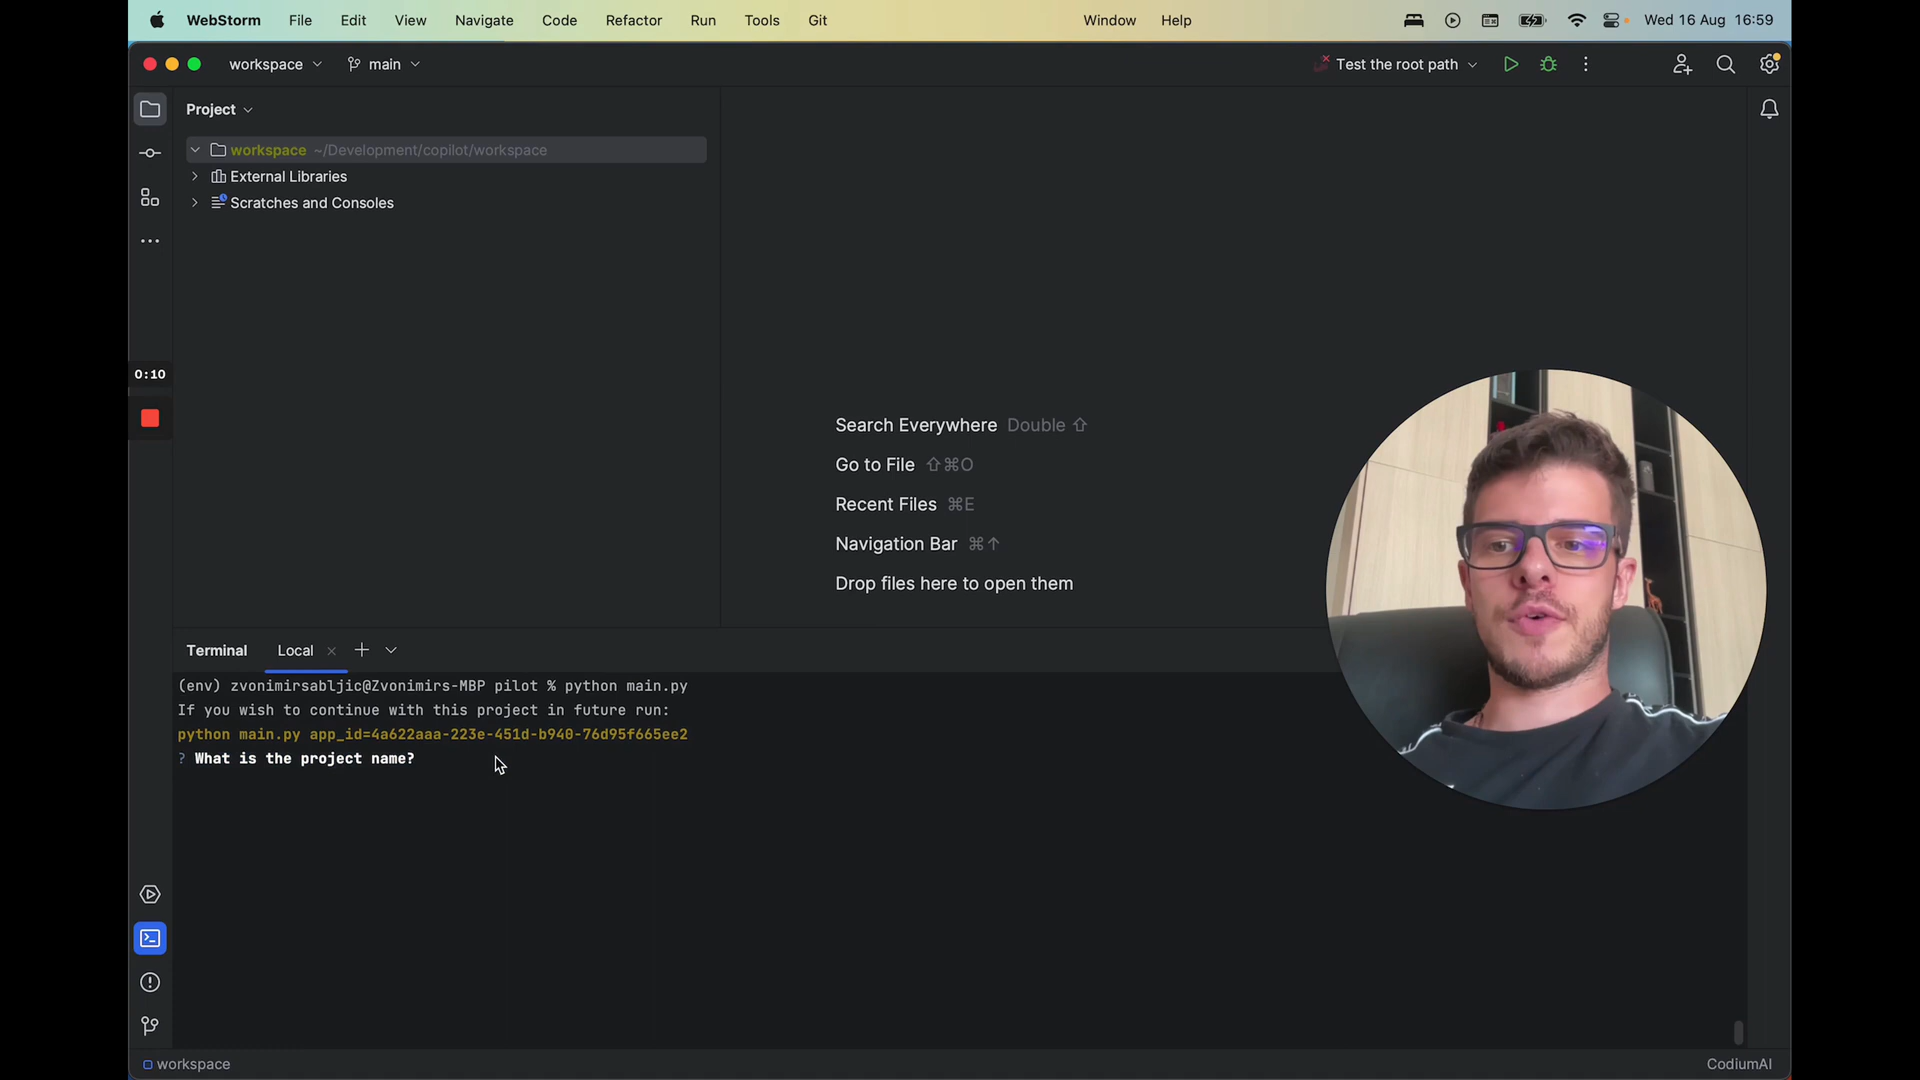 WebStorm File Edit View Navigate Code Refactor Run Tools Git Window Help Wed 16 Aug 16:59
workspace main Test the root path
Project
workspace ~/Development/copilot/workspace
External Libraries
Scratches and Consoles
0:10
Search Everywhere Double ⇧
Go to File ⇧⌘O
Recent Files ⌘E
Navigation Bar ⌘↑
Drop files here to open them
Terminal Local
(env) zvonimirsabljic@Zvonimirs-MBP pilot % python main.py
If you wish to continue with this project in future run:
python main.py app_id=4a622aaa-223e-451d-b940-76d95f665ee2
? What is the project name?
workspace CodiumAI